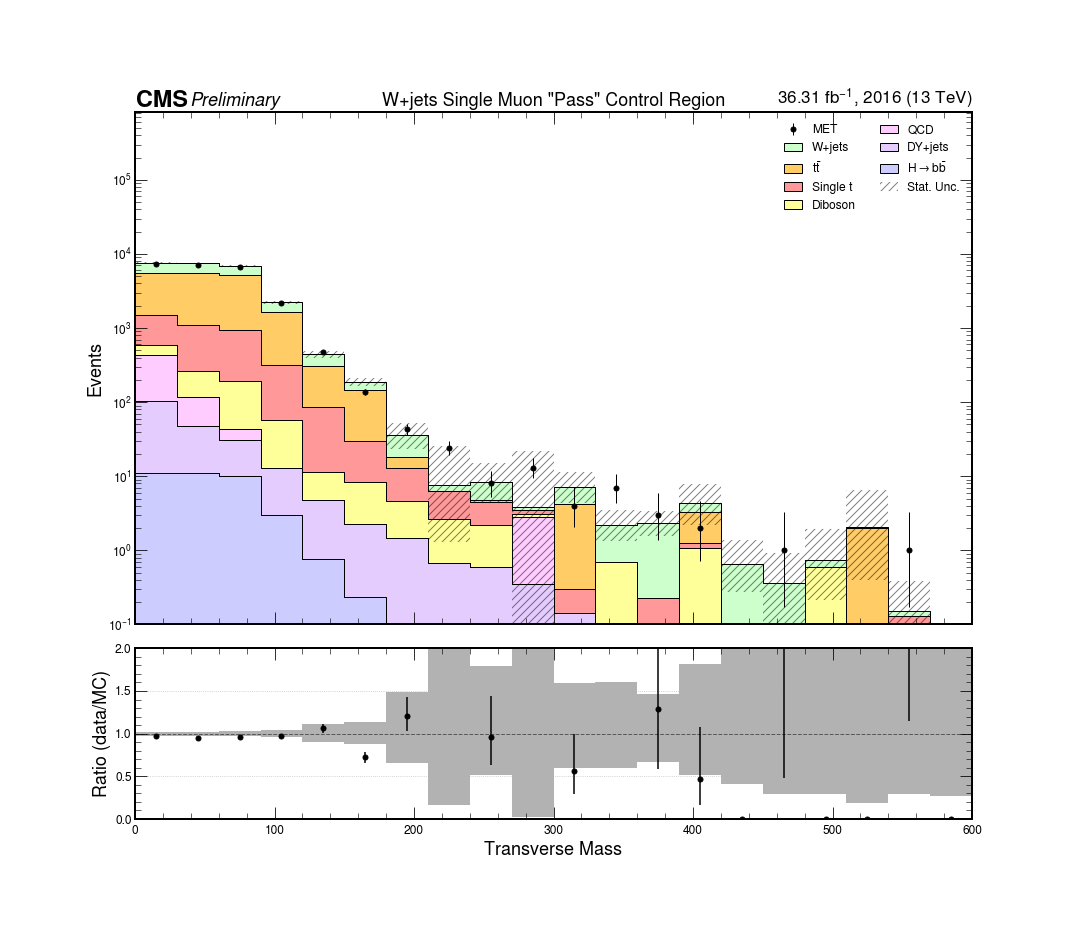 CMS Preliminary W+jets Single Muon "Pass" Control Region 36.31 fb⁻¹, 2016 (13 TeV)
MET QCD
W+jets DY+jets
tt̄ H→bb̄
Single t Stat. Unc.
Diboson
Events
10⁵
10⁴
10³
10²
10¹
10⁰
10⁻¹
Ratio (data/MC)
2.0
1.5
1.0
0.5
0.0
0 100 200 300 400 500 600
Transverse Mass